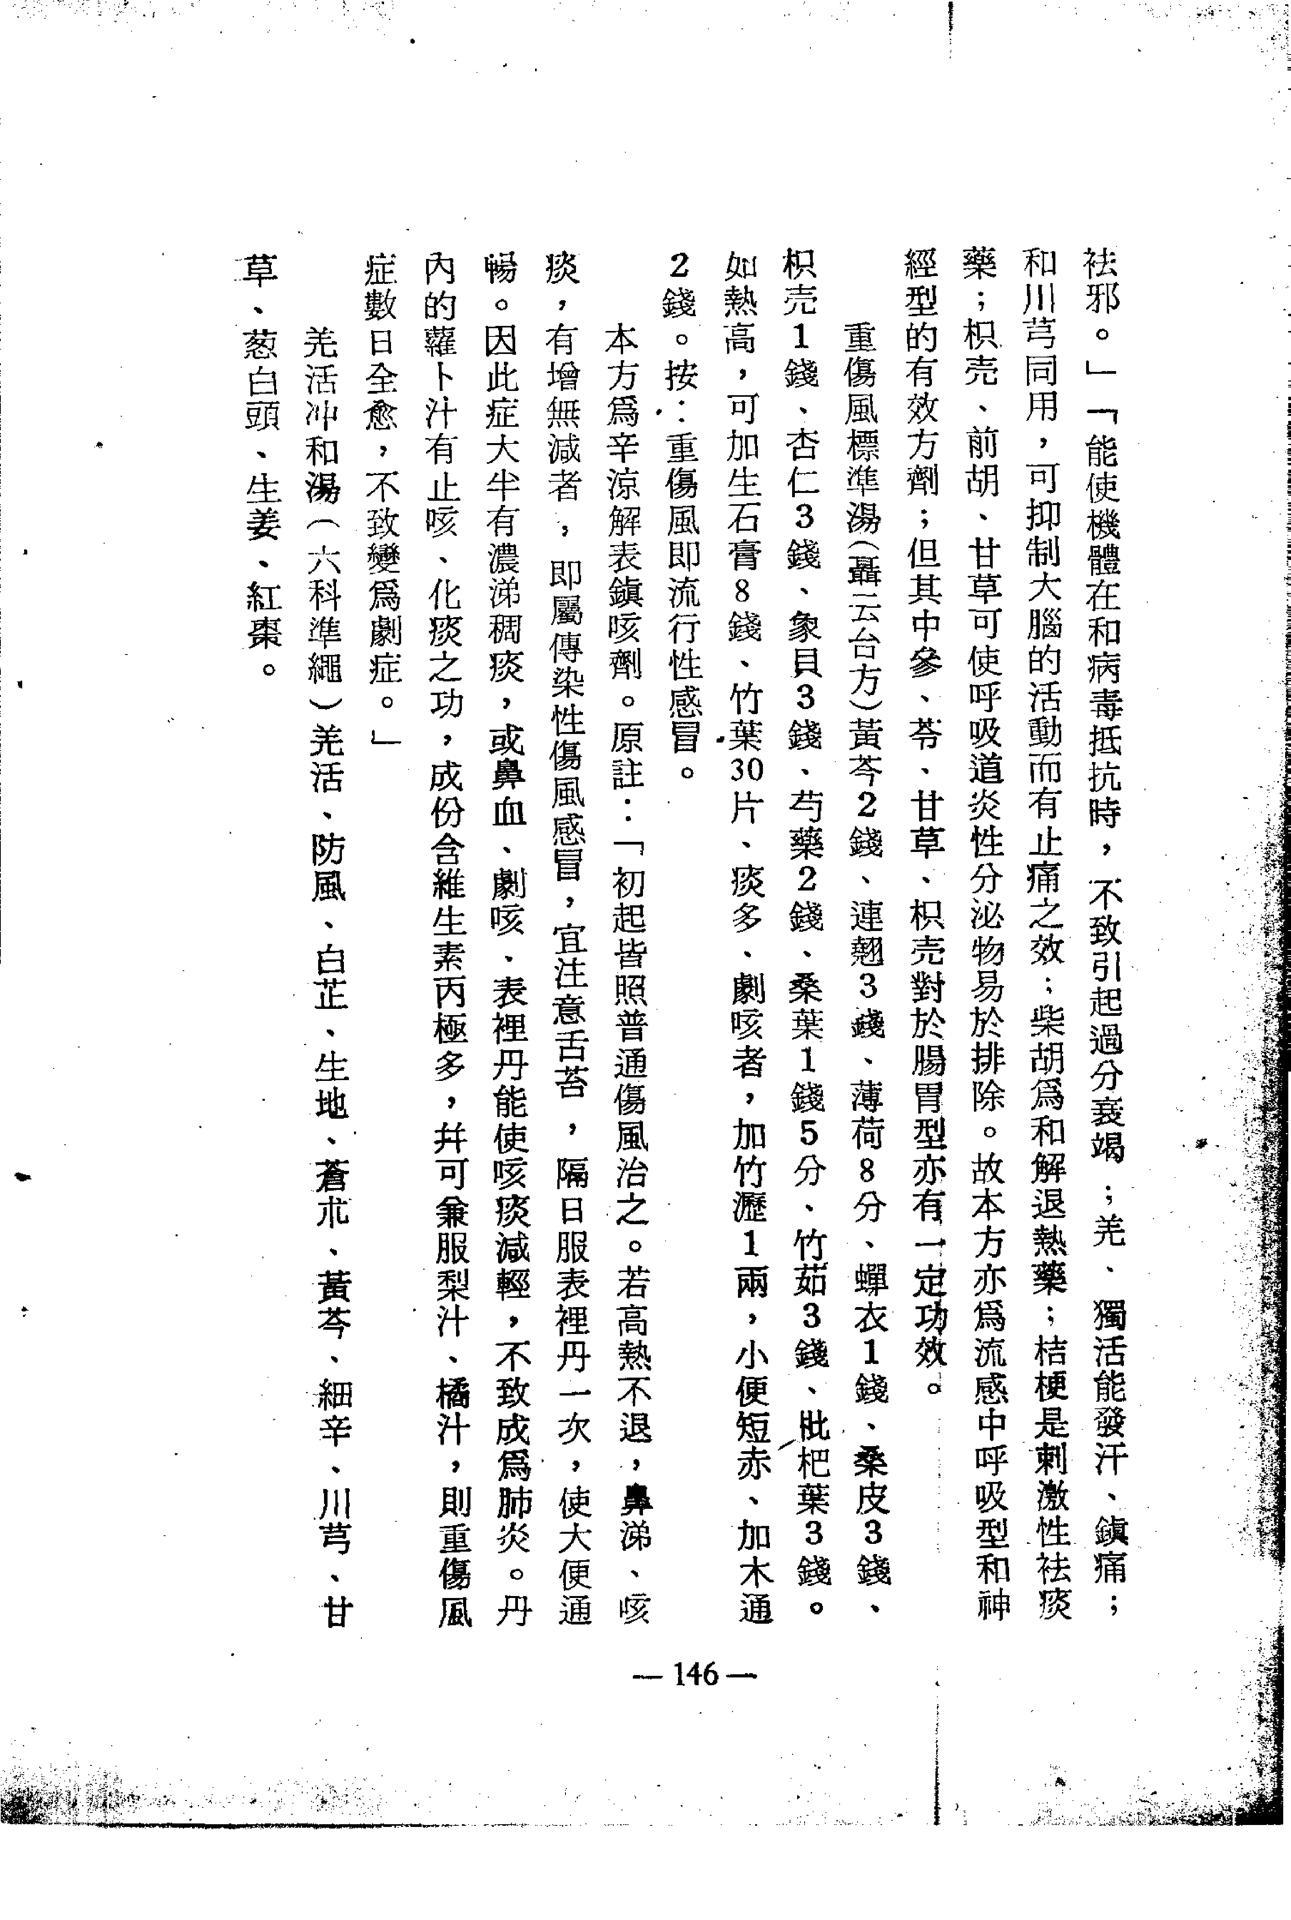 祛邪。」「能使機體在和病毒抵抗時，不致引起過分衰竭；羌、獨活能發汗、鎮痛；
和川芎同用，可抑制大腦的活動而有止痛之效；柴胡爲和解退熱藥；桔梗是刺激性祛痰
藥；枳壳、前胡、甘草可使呼吸道炎性分泌物易於排除。故本方亦爲流感中呼吸型和神
經型的有效方劑；但其中參、苓、甘草、枳壳對於腸胃型亦有一定功效。
重傷風標準湯（聶云台方）黃芩2錢、連翹3錢、薄荷8分、蟬衣1錢、桑皮3錢、
枳壳1錢、杏仁3錢、象貝3錢、芍藥2錢、桑葉1錢5分、竹茹3錢、枇杷葉3錢。
如熱高，可加生石膏8錢、竹葉30片、痰多、劇咳者，加竹瀝1兩，小便短赤、加木通
2錢。按：重傷風即流行性感冒。
本方爲辛涼解表鎮咳劑。原註：「初起皆照普通傷風治之。若高熱不退，鼻涕、咳
痰，有增無減者，即屬傳染性傷風感冒，宜注意舌苔，隔日服表裡丹一次，使大便通
暢。因此症大半有濃涕稠痰，或鼻血、劇咳、表裡丹能使咳痰減輕，不致成爲肺炎。丹
內的蘿卜汁有止咳、化痰之功，成份含維生素丙極多，幷可兼服梨汁、橘汁，則重傷風
症數日全愈，不致變爲劇症。」
羌活冲和湯（六科準繩）羌活、防風、白芷、生地、蒼朮、黃芩、細辛、川芎、甘
草、葱白頭、生姜、紅棗。
— 146 —